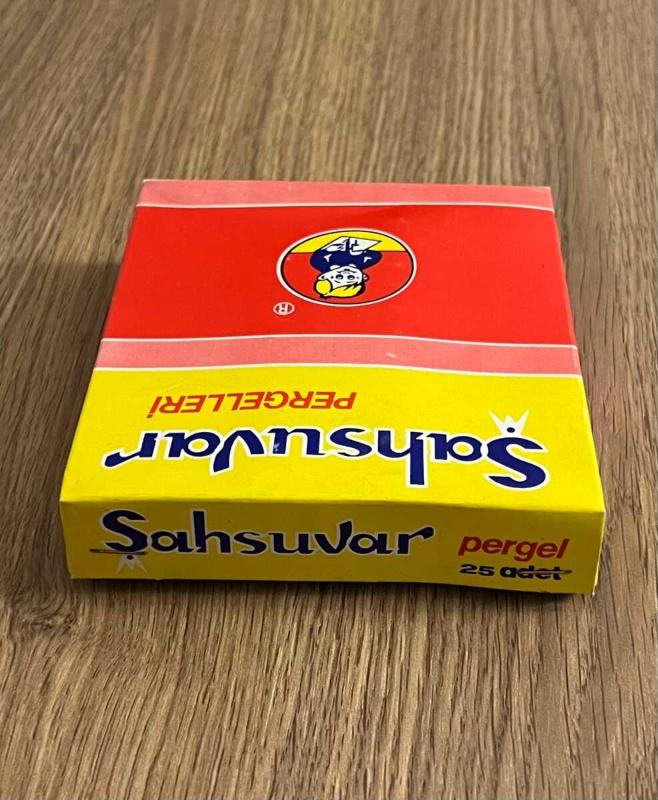 ®
PERGELLERİ
Şahsuvar
Şahsuvar
pergel
25 adet